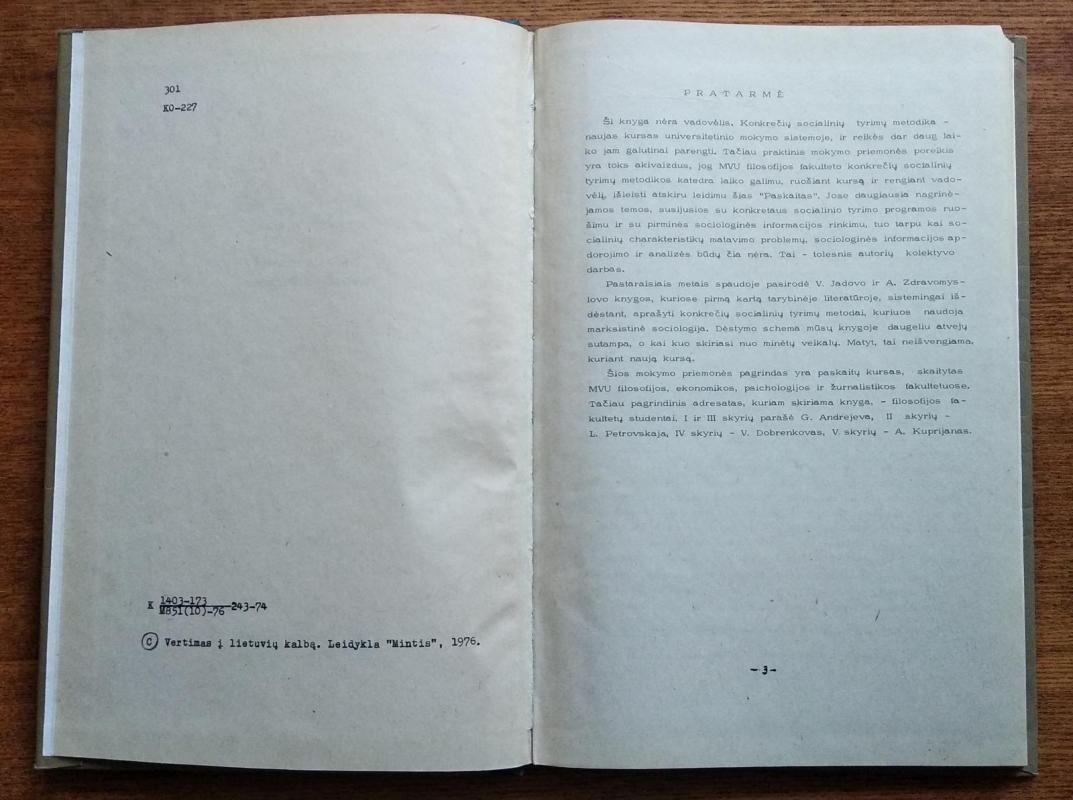 301
KO-227
K 1403-173
M851(10)-76 243-74
© Vertimas į lietuvių kalbą. Leidykla "Mintis", 1976.
PRATARMĖ
Ši knyga nėra vadovėlis. Konkrečių socialinių tyrimų metodika -
naujas kursas universitetinio mokymo sistemoje, ir reikės dar daug lai-
ko jam galutinai parengti. Tačiau praktinis mokymo priemonės poreikis
yra toks akivaizdus, jog MVU filosofijos fakulteto konkrečių socialinių
tyrimų metodikos katedra laiko galimu, ruošiant kursą ir rengiant vado-
vėlį, išleisti atskiru leidimu šias "Paskaitas". Jose daugiausia nagrinė-
jamos temos, susijusios su konkretaus socialinio tyrimo programos ruo-
šimu ir su pirminės sociologinės informacijos rinkimu, tuo tarpu kai so-
cialinių charakteristikų matavimo problemų, sociologinės informacijos ap-
dorojimo ir analizės būdų čia nėra. Tai - tolesnis autorių kolektyvo
darbas.
Pastaraisiais metais spaudoje pasirodė V. Jadovo ir A. Zdravomys-
lovo knygos, kuriose pirmą kartą tarybinėje literatūroje, sistemingai iš-
dėstant, aprašyti konkrečių socialinių tyrimų metodai, kuriuos naudoja
marksistinė sociologija. Dėstymo schema mūsų knygoje daugeliu atvejų
sutampa, o kai kuo skiriasi nuo minėtų veikalų. Matyt, tai neišvengiama,
kuriant naują kursą.
Šios mokymo priemonės pagrindas yra paskaitų kursas, skaitytas
MVU filosofijos, ekonomikos, psichologijos ir žurnalistikos fakultetuose.
Tačiau pagrindinis adresatas, kuriam skiriama knyga, - filosofijos fa-
kultetų studentai. I ir III skyrių parašė G. Andrejeva, II skyrių -
L. Petrovskaja, IV skyrių - V. Dobrenkovas, V skyrių - A. Kuprijanas.
-3-